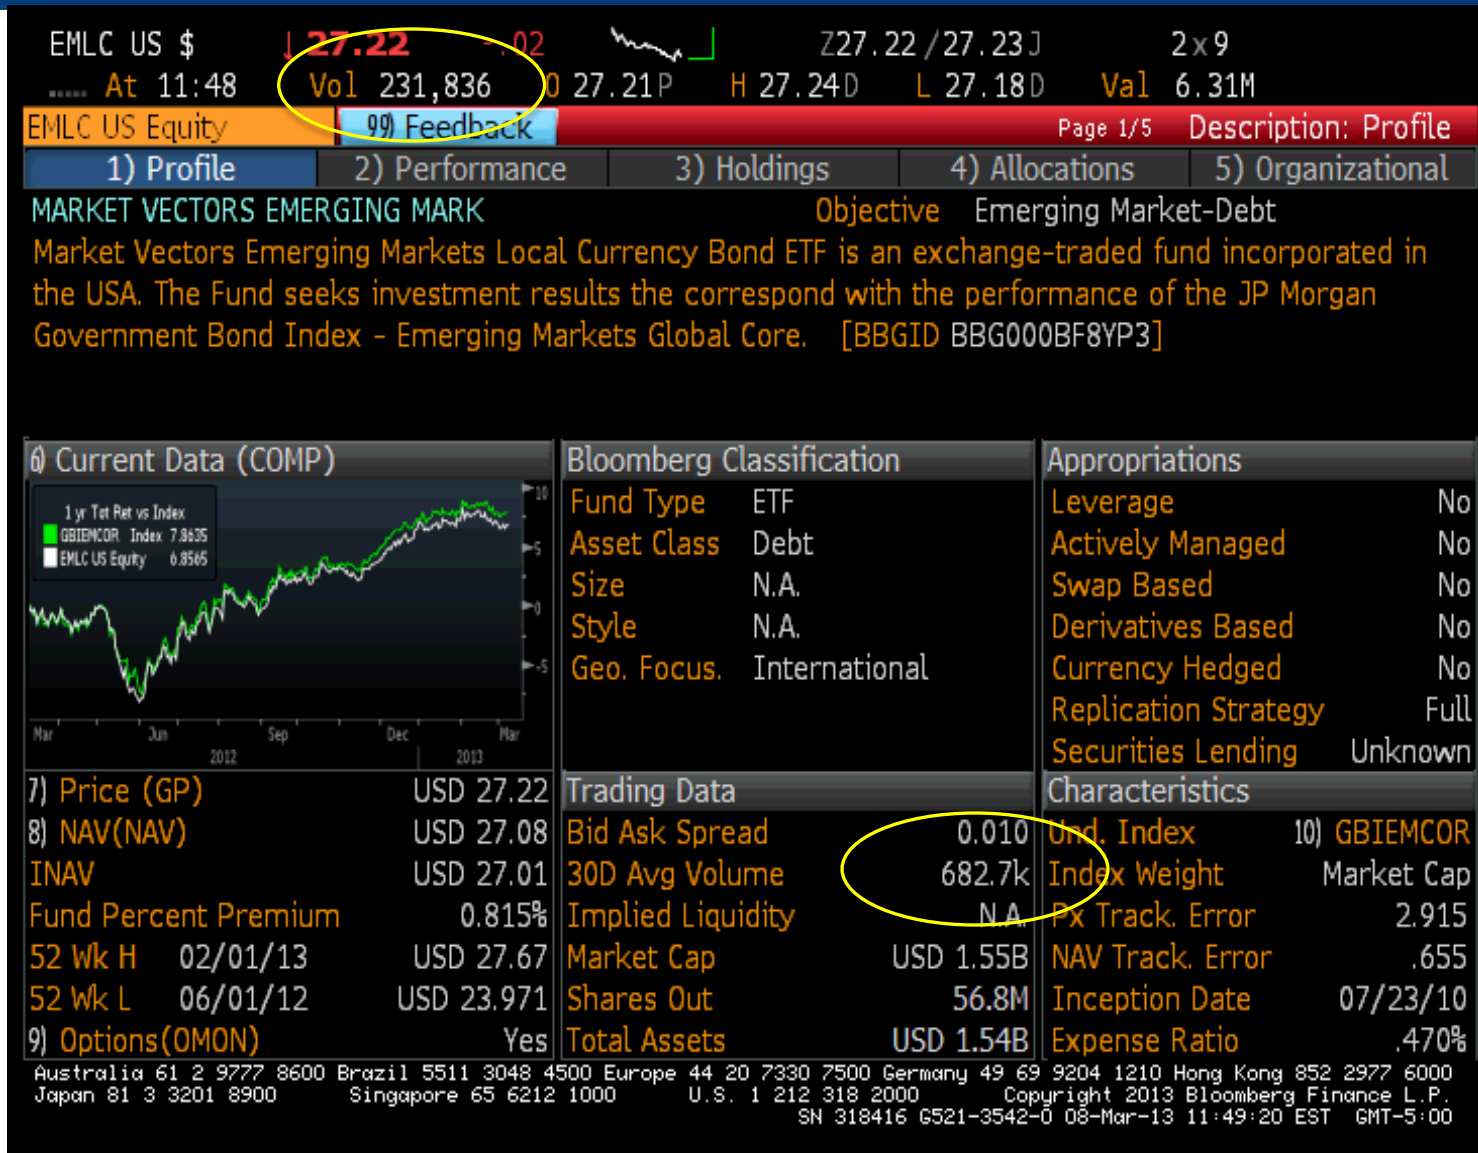 EMLC US $ ↓ 27.22 -.02 Z27.22/27.23J 2x9
..... At 11:48 Vol 231,836 O 27.21P H 27.24D L 27.18D Val 6.31M
EMLC US Equity 99) Feedback Page 1/5 Description: Profile
1) Profile 2) Performance 3) Holdings 4) Allocations 5) Organizational
MARKET VECTORS EMERGING MARK Objective Emerging Market-Debt
Market Vectors Emerging Markets Local Currency Bond ETF is an exchange-traded fund incorporated in
the USA. The Fund seeks investment results the correspond with the performance of the JP Morgan
Government Bond Index - Emerging Markets Global Core. [BBGID BBG000BF8YP3]
6) Current Data (COMP)
1 yr Tot Ret vs Index
GBIEMCOR Index 7.8635
EMLC US Equity 6.8565
10
5
0
-5
Mar Jun Sep Dec Mar
2012 2013
7) Price (GP) USD 27.22
8) NAV(NAV) USD 27.08
INAV USD 27.01
Fund Percent Premium 0.815%
52 Wk H 02/01/13 USD 27.67
52 Wk L 06/01/12 USD 23.971
9) Options(OMON) Yes
Bloomberg Classification
Fund Type ETF
Asset Class Debt
Size N.A.
Style N.A.
Geo. Focus. International
Trading Data
Bid Ask Spread 0.010
30D Avg Volume 682.7k
Implied Liquidity N.A.
Market Cap USD 1.55B
Shares Out 56.8M
Total Assets USD 1.54B
Appropriations
Leverage No
Actively Managed No
Swap Based No
Derivatives Based No
Currency Hedged No
Replication Strategy Full
Securities Lending Unknown
Characteristics
Und. Index 10) GBIEMCOR
Index Weight Market Cap
Px Track. Error 2.915
NAV Track. Error .655
Inception Date 07/23/10
Expense Ratio .470%
Australia 61 2 9777 8600 Brazil 5511 3048 4500 Europe 44 20 7330 7500 Germany 49 69 9204 1210 Hong Kong 852 2977 6000
Japan 81 3 3201 8900 Singapore 65 6212 1000 U.S. 1 212 318 2000 Copyright 2013 Bloomberg Finance L.P.
SN 318416 G521-3542-0 08-Mar-13 11:49:20 EST GMT-5:00